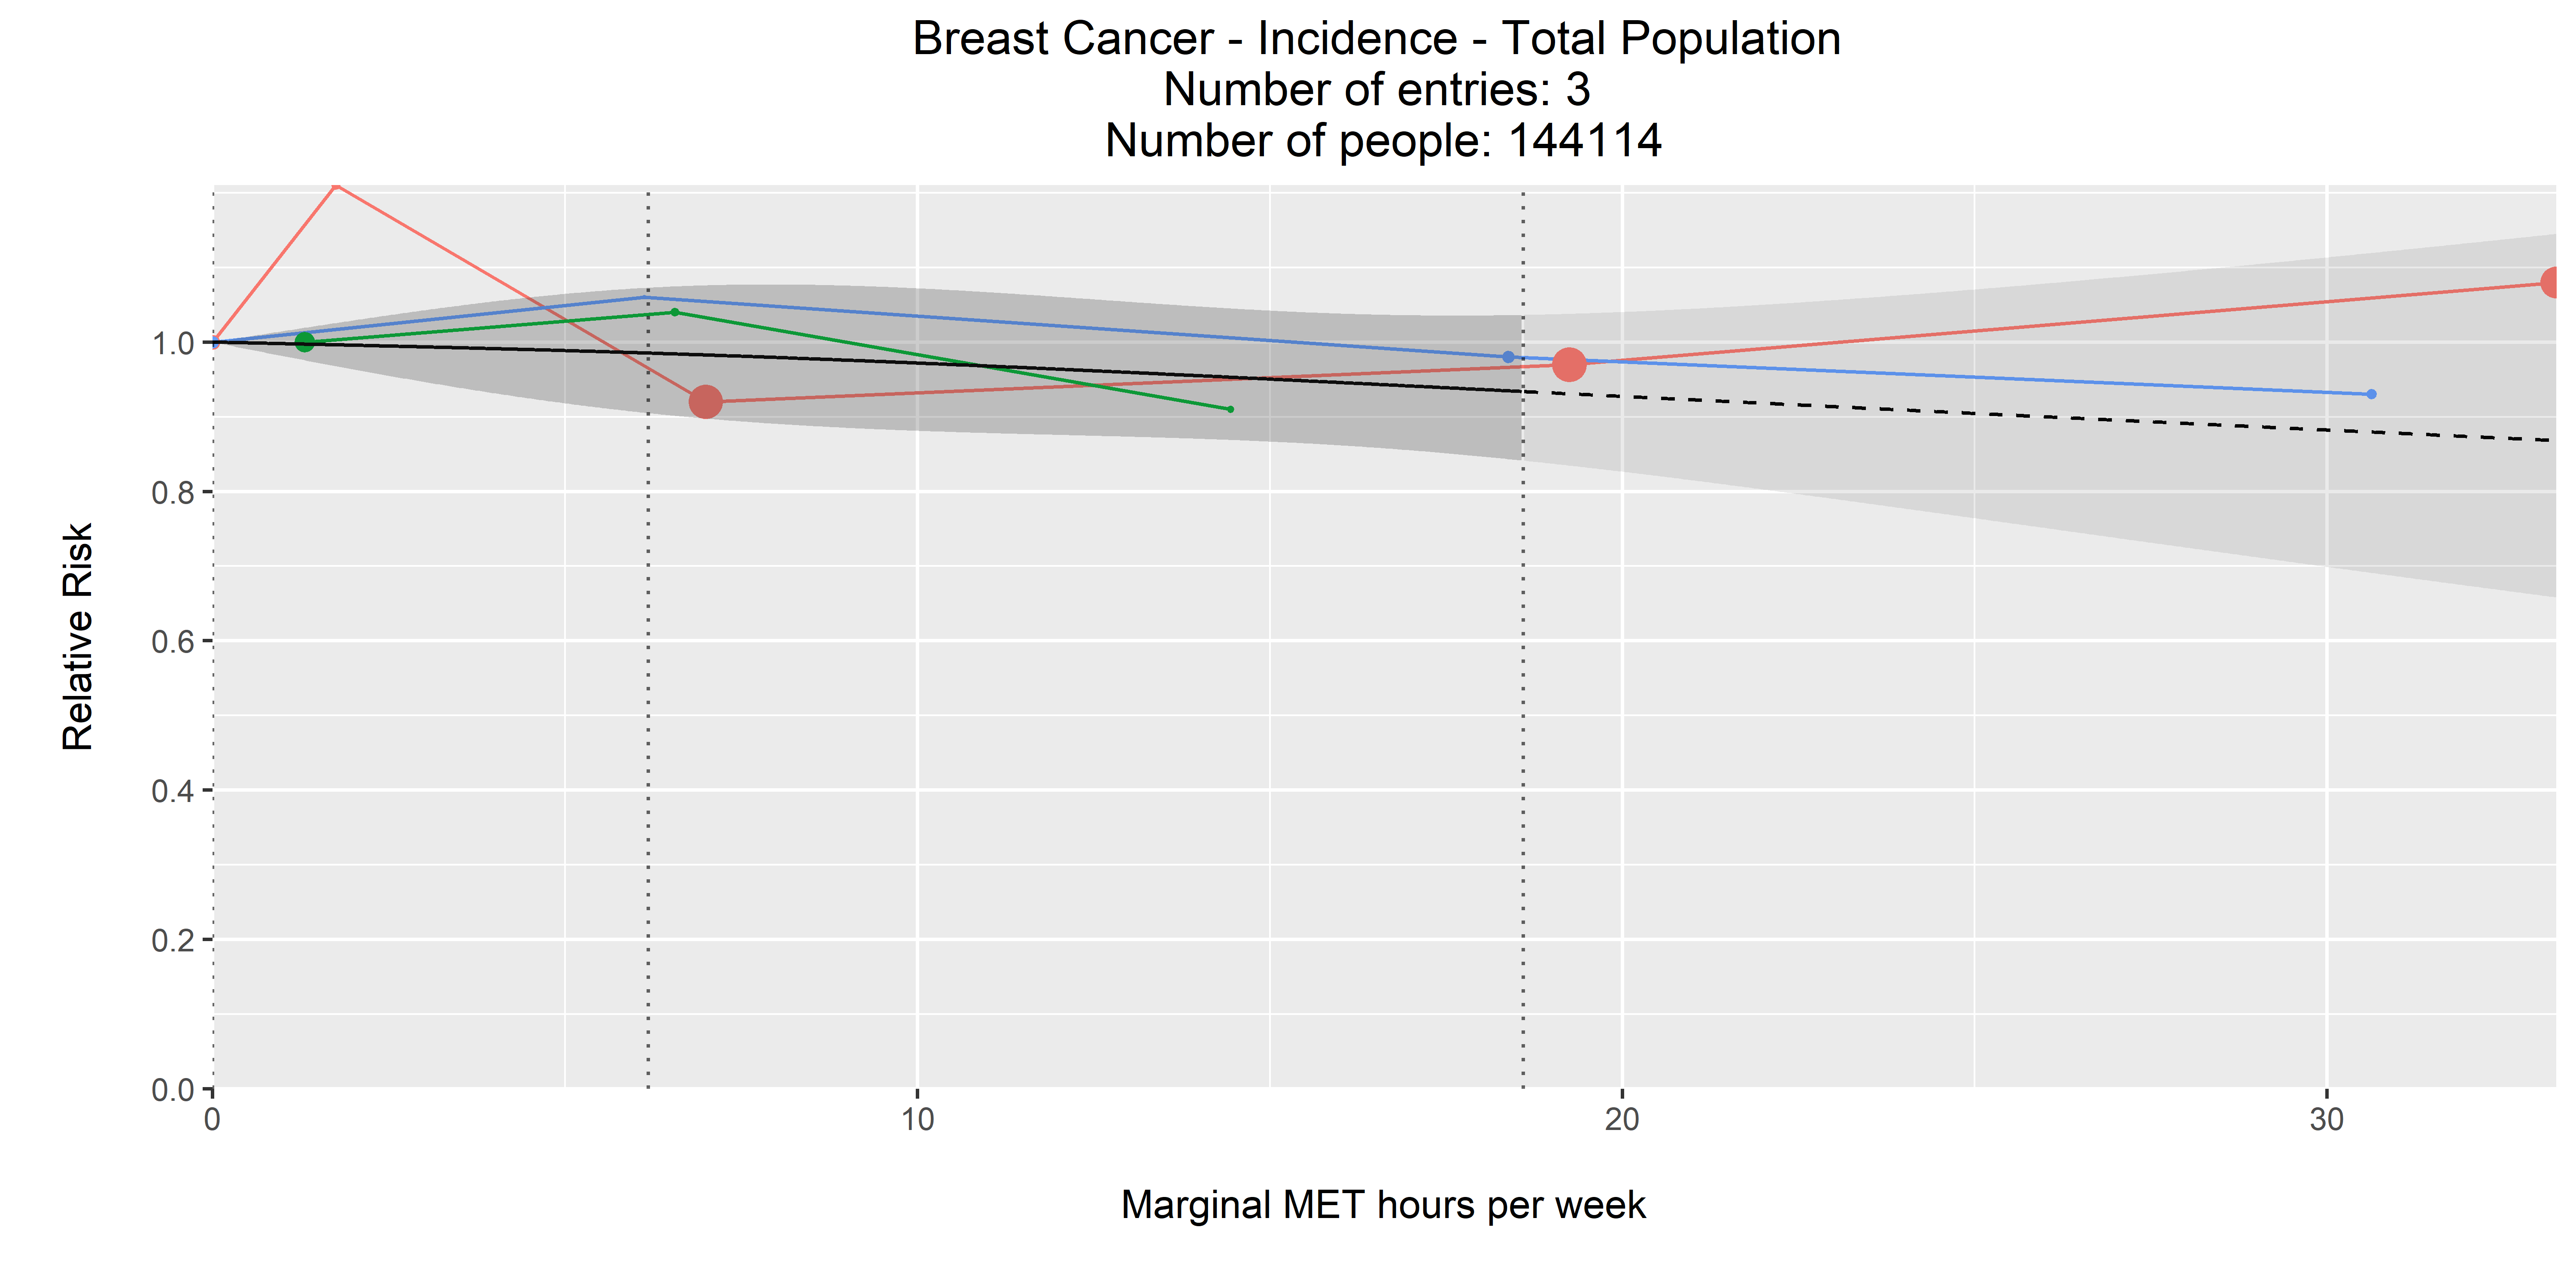 Breast Cancer - Incidence - Total Population
Number of entries: 3
Number of people: 144114
Relative Risk
1.0
0.8
0.6
0.4
0.2
0.0
0
10
20
30
Marginal MET hours per week